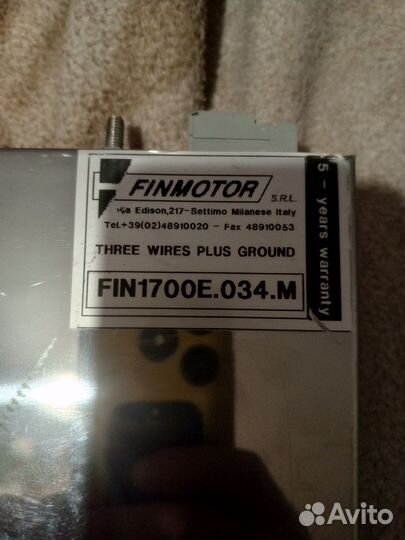 FINMOTOR S.R.L.
Edison,217-Settimo Milanese Italy
Tel.+39(02)48910020 - Fax 48910053
THREE WIRES PLUS GROUND
FIN1700E.034.M
5 - years warranty
Avito